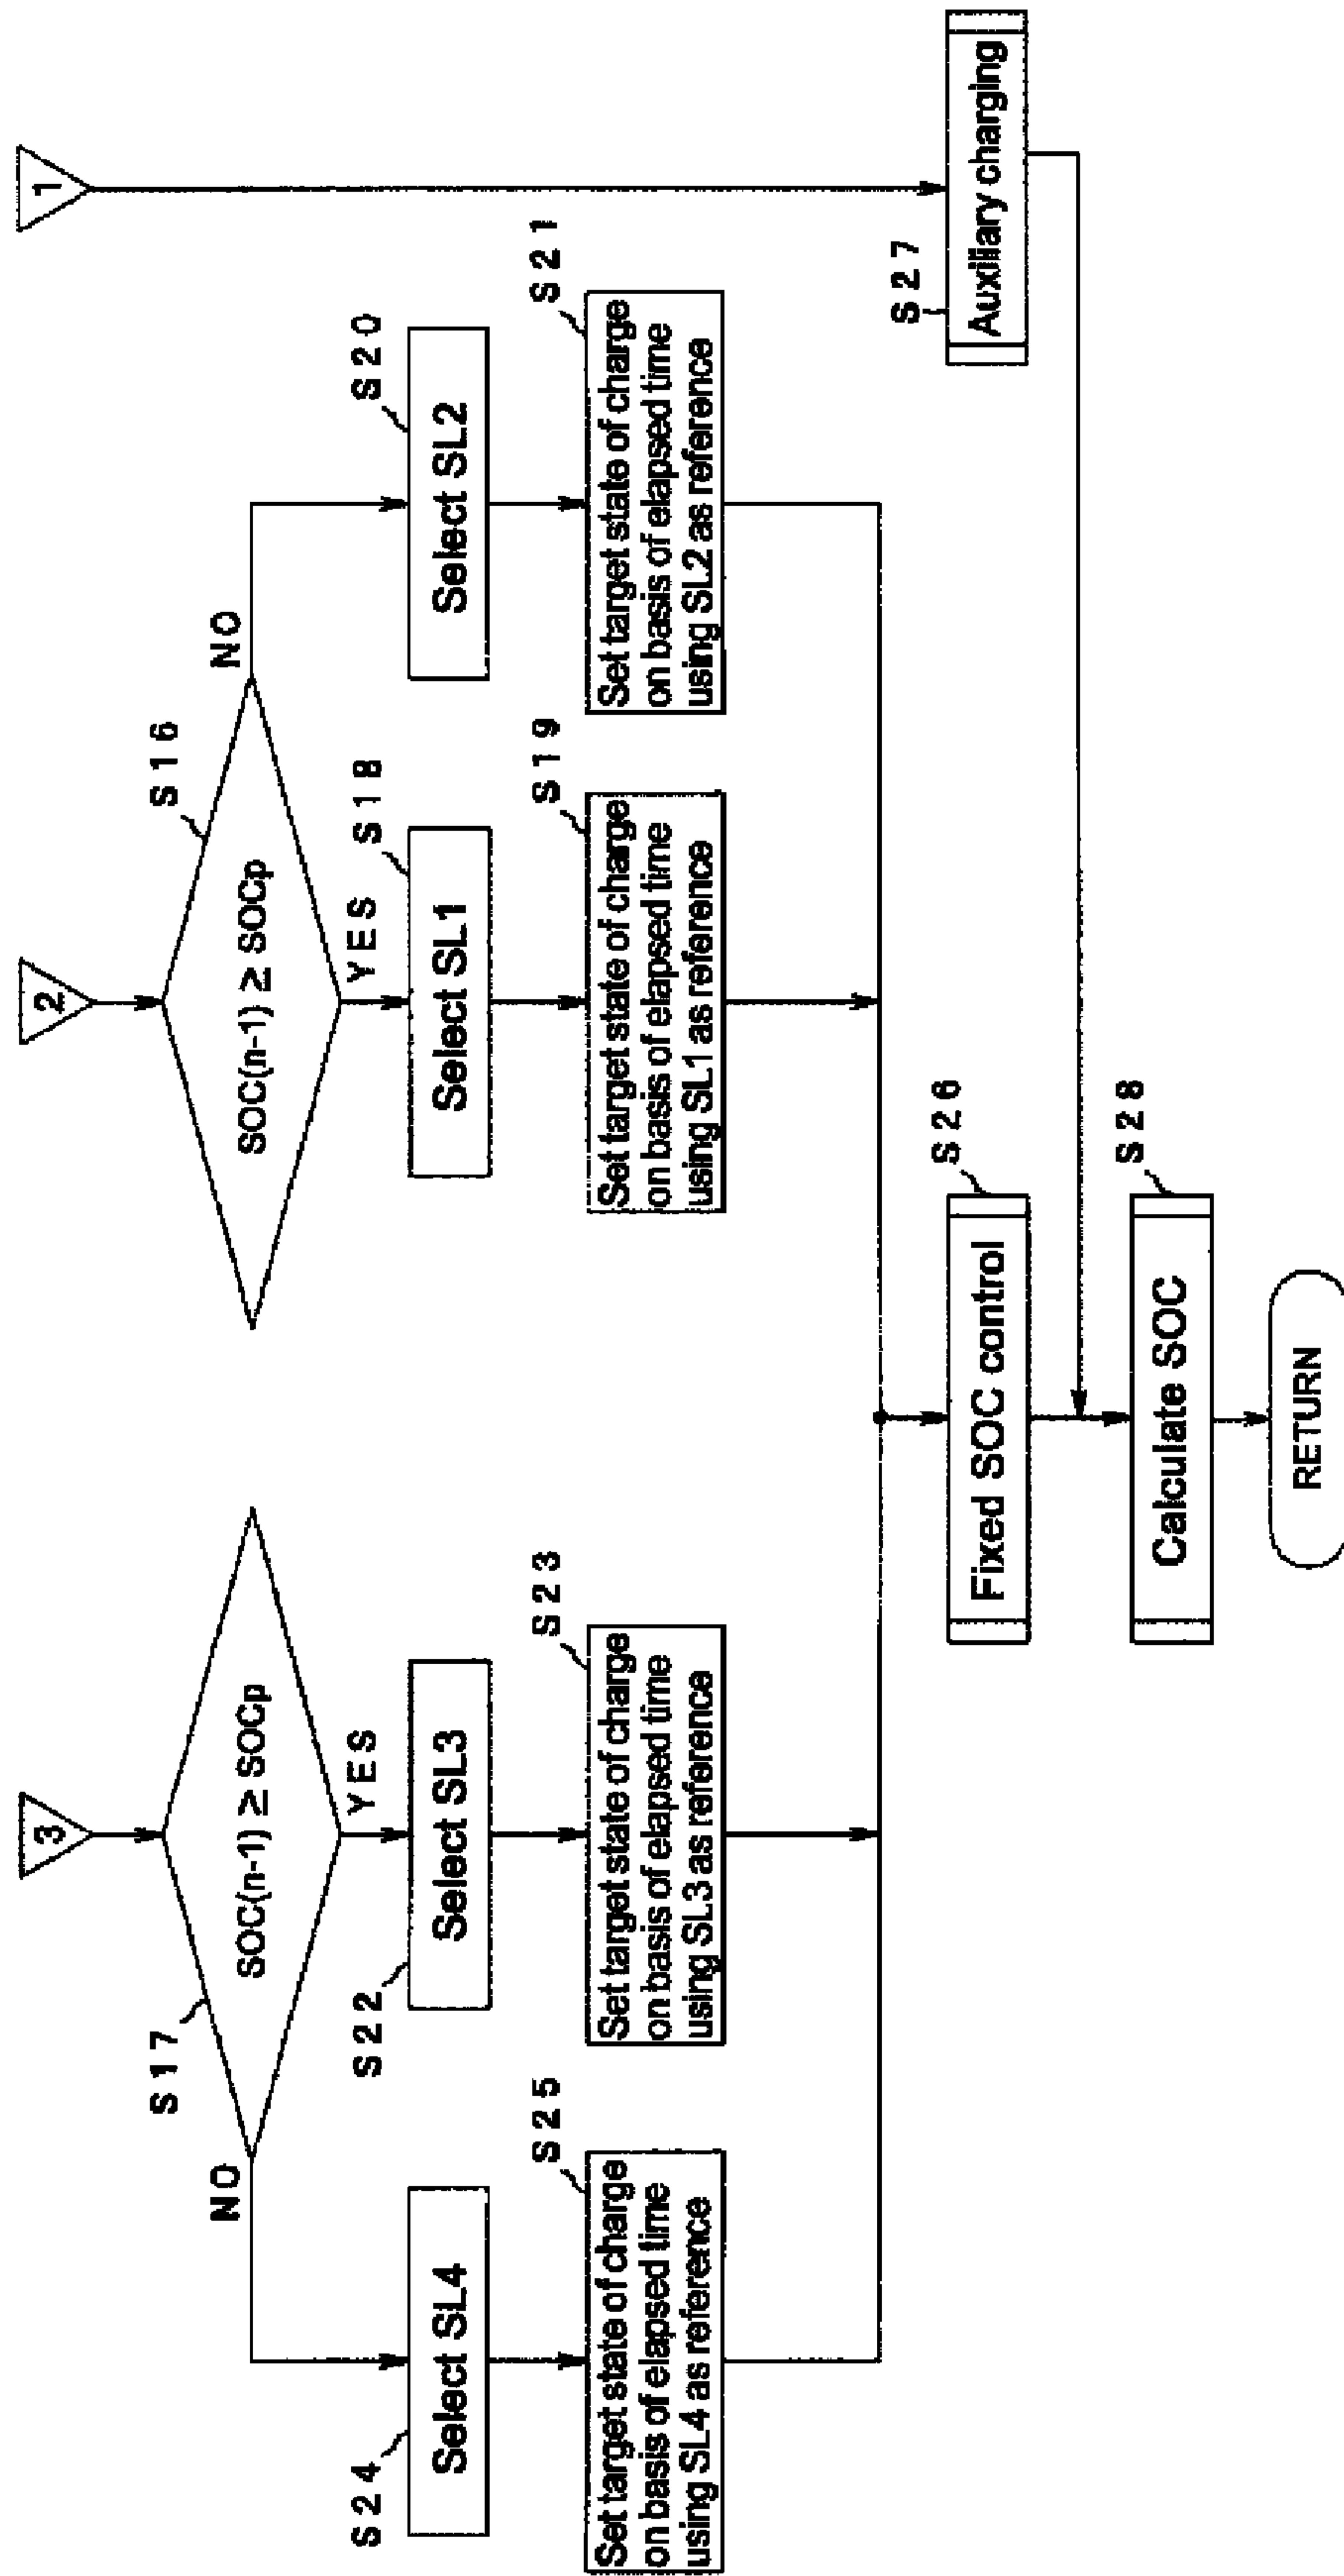 3
2
1
S17
SOC(n-1) ≥ SOCp
NO
YES
S16
SOC(n-1) ≥ SOCp
YES
NO
S24
Select SL4
S22
Select SL3
S18
Select SL1
S20
Select SL2
S25
Set target state of charge
on basis of elapsed time
using SL4 as reference
S23
Set target state of charge
on basis of elapsed time
using SL3 as reference
S19
Set target state of charge
on basis of elapsed time
using SL1 as reference
S21
Set target state of charge
on basis of elapsed time
using SL2 as reference
S26
Fixed SOC control
S27
Auxiliary charging
S28
Calculate SOC
RETURN